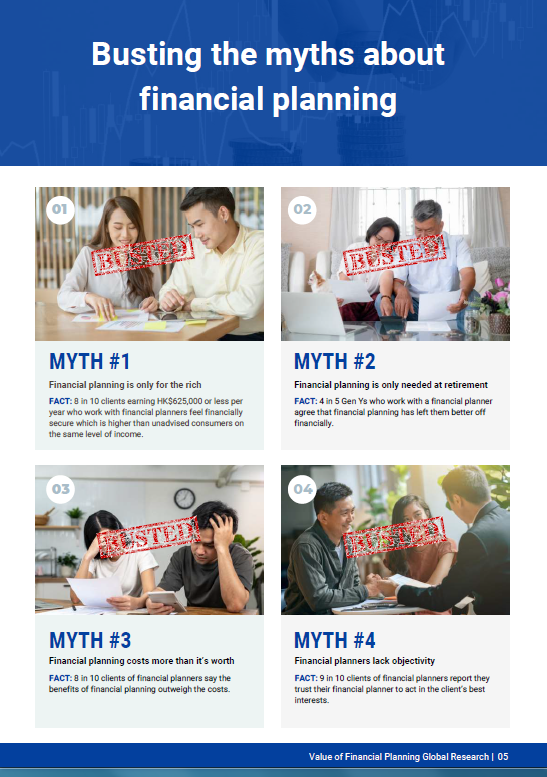 Busting the myths about
financial planning
01
BUSTED
MYTH #1
Financial planning is only for the rich
FACT: 8 in 10 clients earning HK$625,000 or less per
year who work with financial planners feel financially
secure which is higher than unadvised consumers on
the same level of income.
02
BUSTED
MYTH #2
Financial planning is only needed at retirement
FACT: 4 in 5 Gen Ys who work with a financial planner
agree that financial planning has left them better off
financially.
03
BUSTED
MYTH #3
Financial planning costs more than it's worth
FACT: 8 in 10 clients of financial planners say the
benefits of financial planning outweigh the costs.
04
BUSTED
MYTH #4
Financial planners lack objectivity
FACT: 9 in 10 clients of financial planners report they
trust their financial planner to act in the client's best
interests.
Value of Financial Planning Global Research | 05